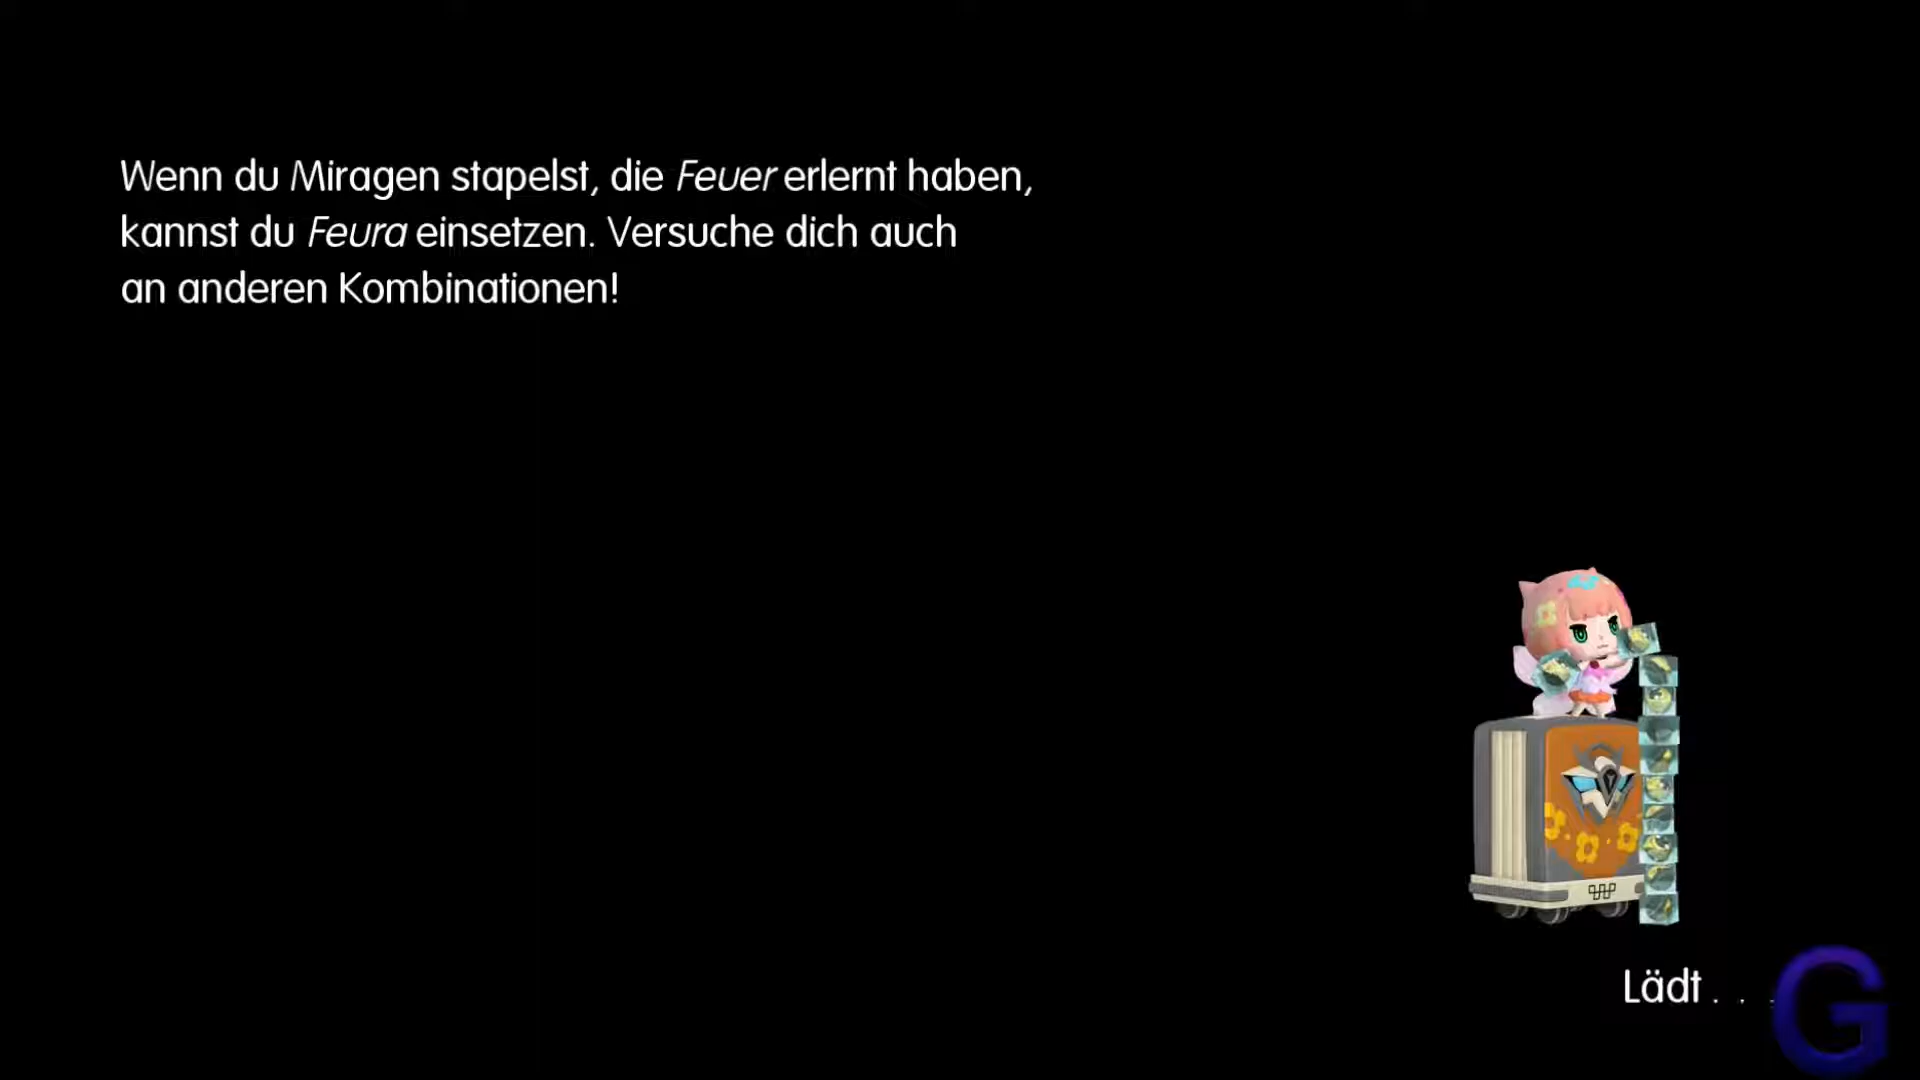 Wenn du Miragen stapelst, die Feuer erlernt haben,
kannst du Feura einsetzen. Versuche dich auch
an anderen Kombinationen!
Lädt . . .
G